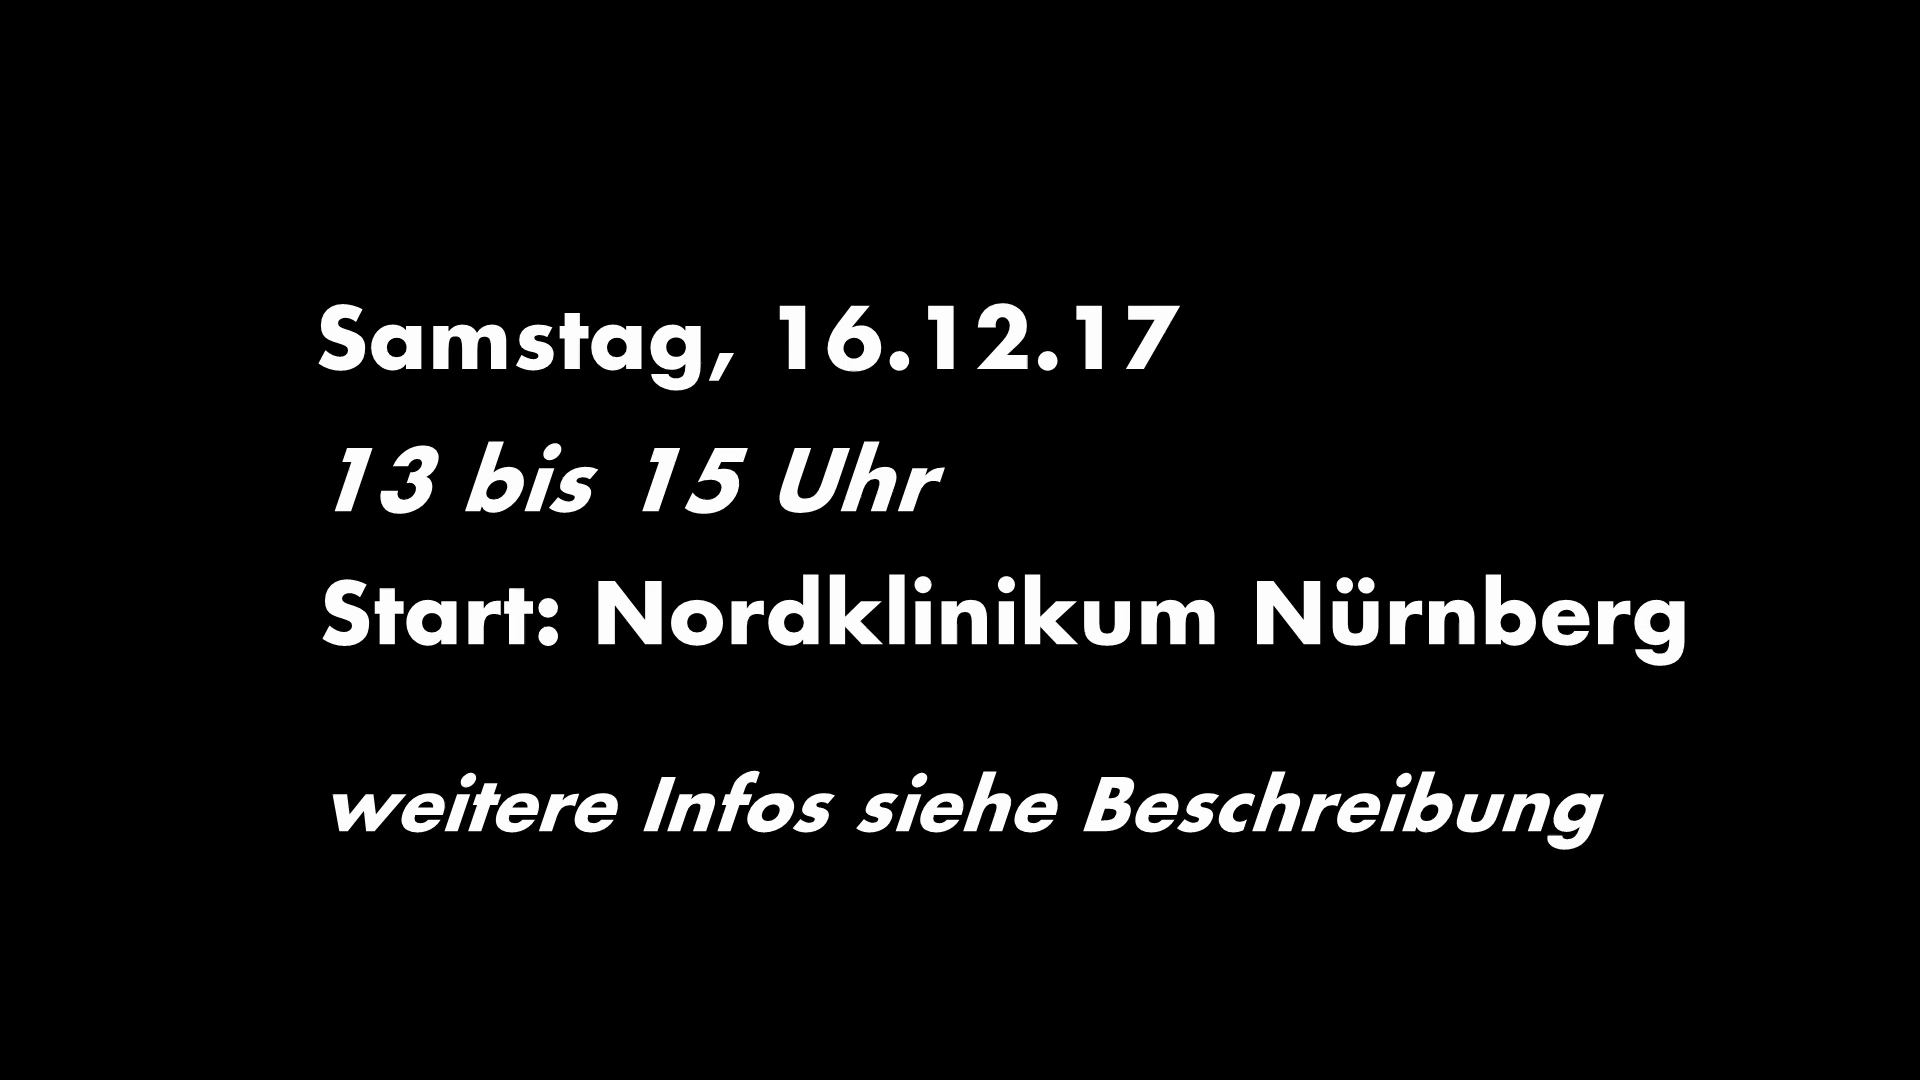 Samstag, 16.12.17
13 bis 15 Uhr
Start: Nordklinikum Nürnberg
weitere Infos siehe Beschreibung